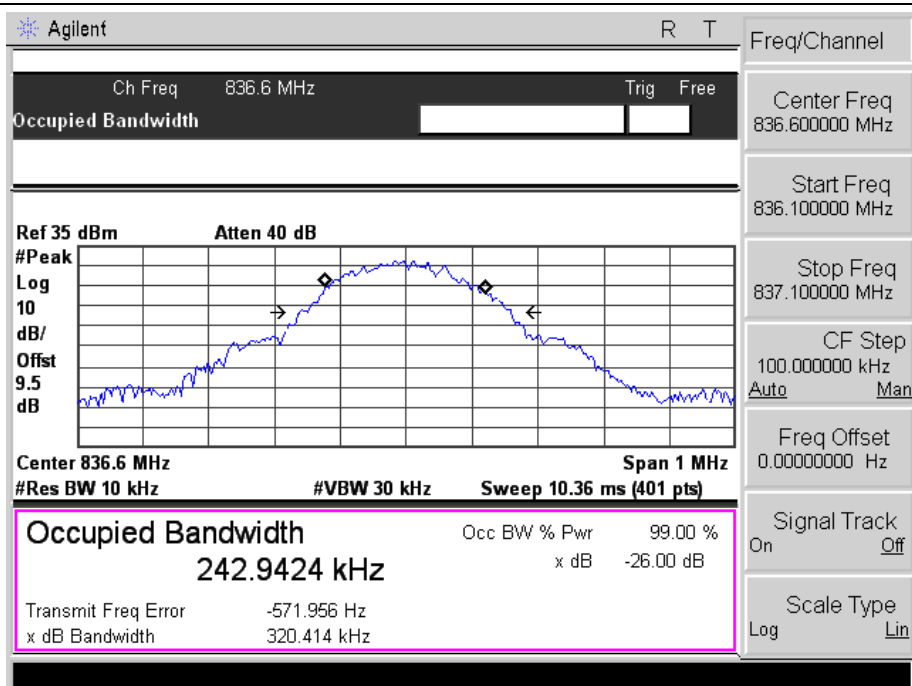 Agilent
R T
Ch Freq 836.6 MHz Trig Free
Occupied Bandwidth
Ref 35 dBm Atten 40 dB
#Peak
Log
10
dB/
Offst
9.5
dB
Center 836.6 MHz Span 1 MHz
#Res BW 10 kHz #VBW 30 kHz Sweep 10.36 ms (401 pts)
Occupied Bandwidth
242.9424 kHz
Occ BW % Pwr 99.00 %
x dB -26.00 dB
Transmit Freq Error -571.956 Hz
x dB Bandwidth 320.414 kHz
Freq/Channel
Center Freq
836.600000 MHz
Start Freq
836.100000 MHz
Stop Freq
837.100000 MHz
CF Step
100.000000 kHz
Auto Man
Freq Offset
0.00000000 Hz
Signal Track
On Off
Scale Type
Log Lin